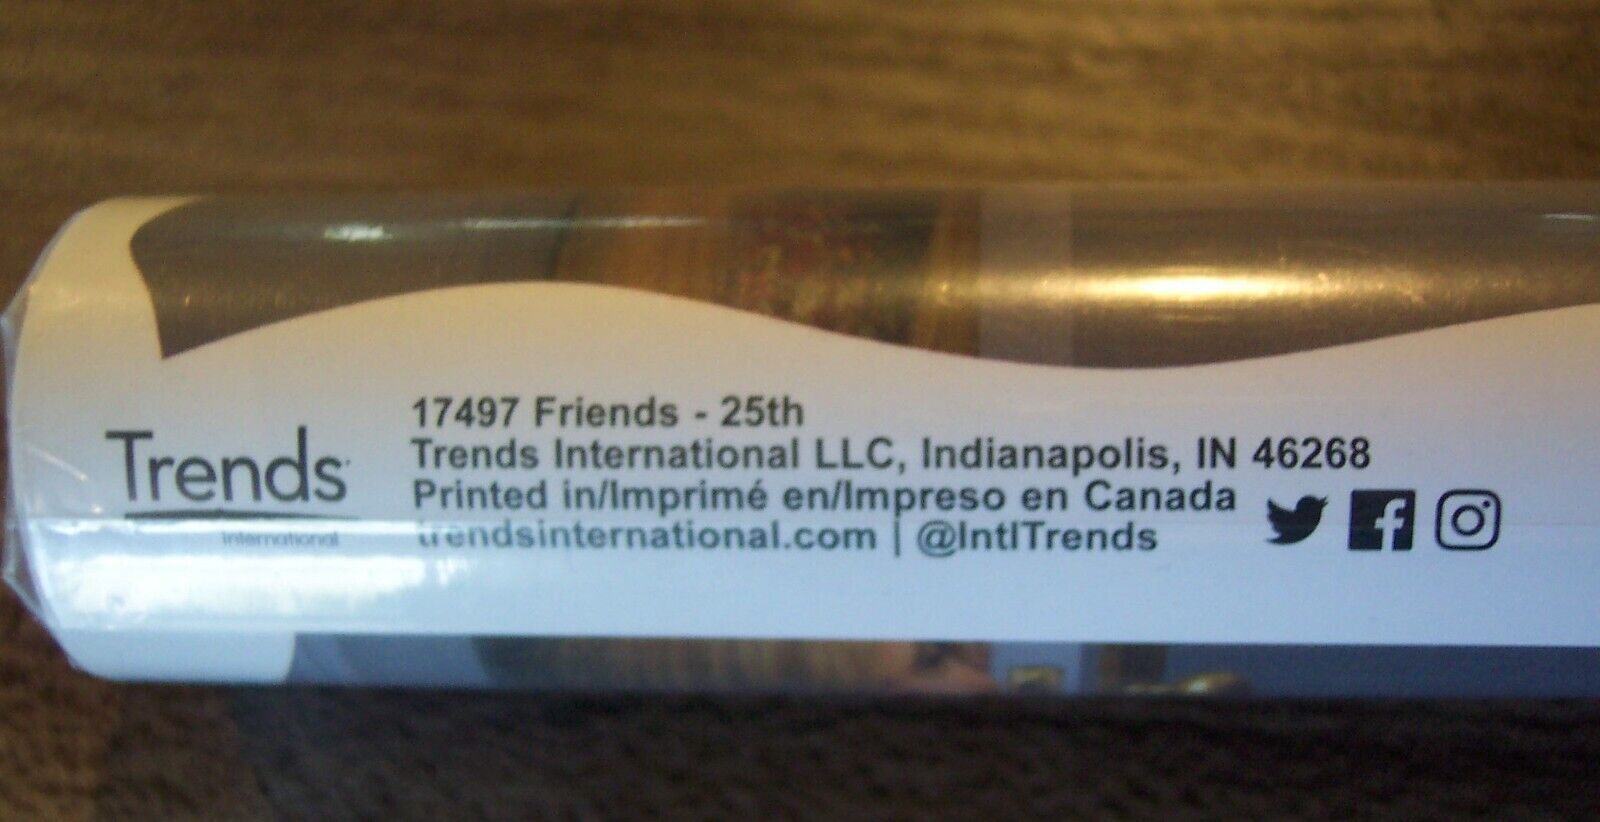 Trends
International
17497 Friends - 25th
Trends International LLC, Indianapolis, IN 46268
Printed in/Imprimé en/Impreso en Canada
trendsinternational.com | @IntlTrends